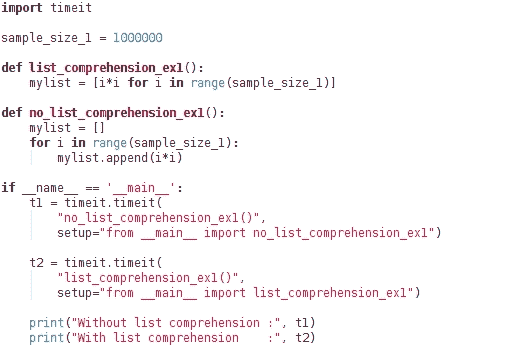 import timeit
sample_size_1 = 1000000
def list_comprehension_ex1():
    mylist = [i*i for i in range(sample_size_1)]
def no_list_comprehension_ex1():
    mylist = []
    for i in range(sample_size_1):
        mylist.append(i*i)
if __name__ == '__main__':
    t1 = timeit.timeit(
        "no_list_comprehension_ex1()",
        setup="from __main__ import no_list_comprehension_ex1")
    t2 = timeit.timeit(
        "list_comprehension_ex1()",
        setup="from __main__ import list_comprehension_ex1")
    print("Without list comprehension :", t1)
    print("With list comprehension    :", t2)